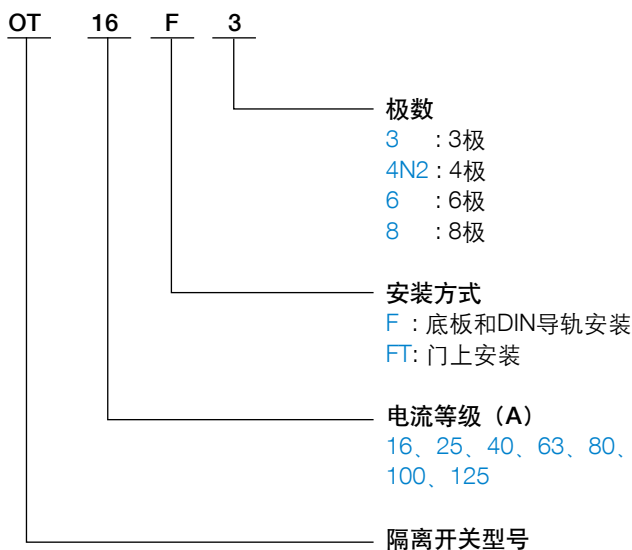 OT 16 F 3
极数
3 : 3极
4N2 : 4极
6 : 6极
8 : 8极
安装方式
F : 底板和DIN导轨安装
FT: 门上安装
电流等级（A）
16、25、40、63、80、
100、125
隔离开关型号